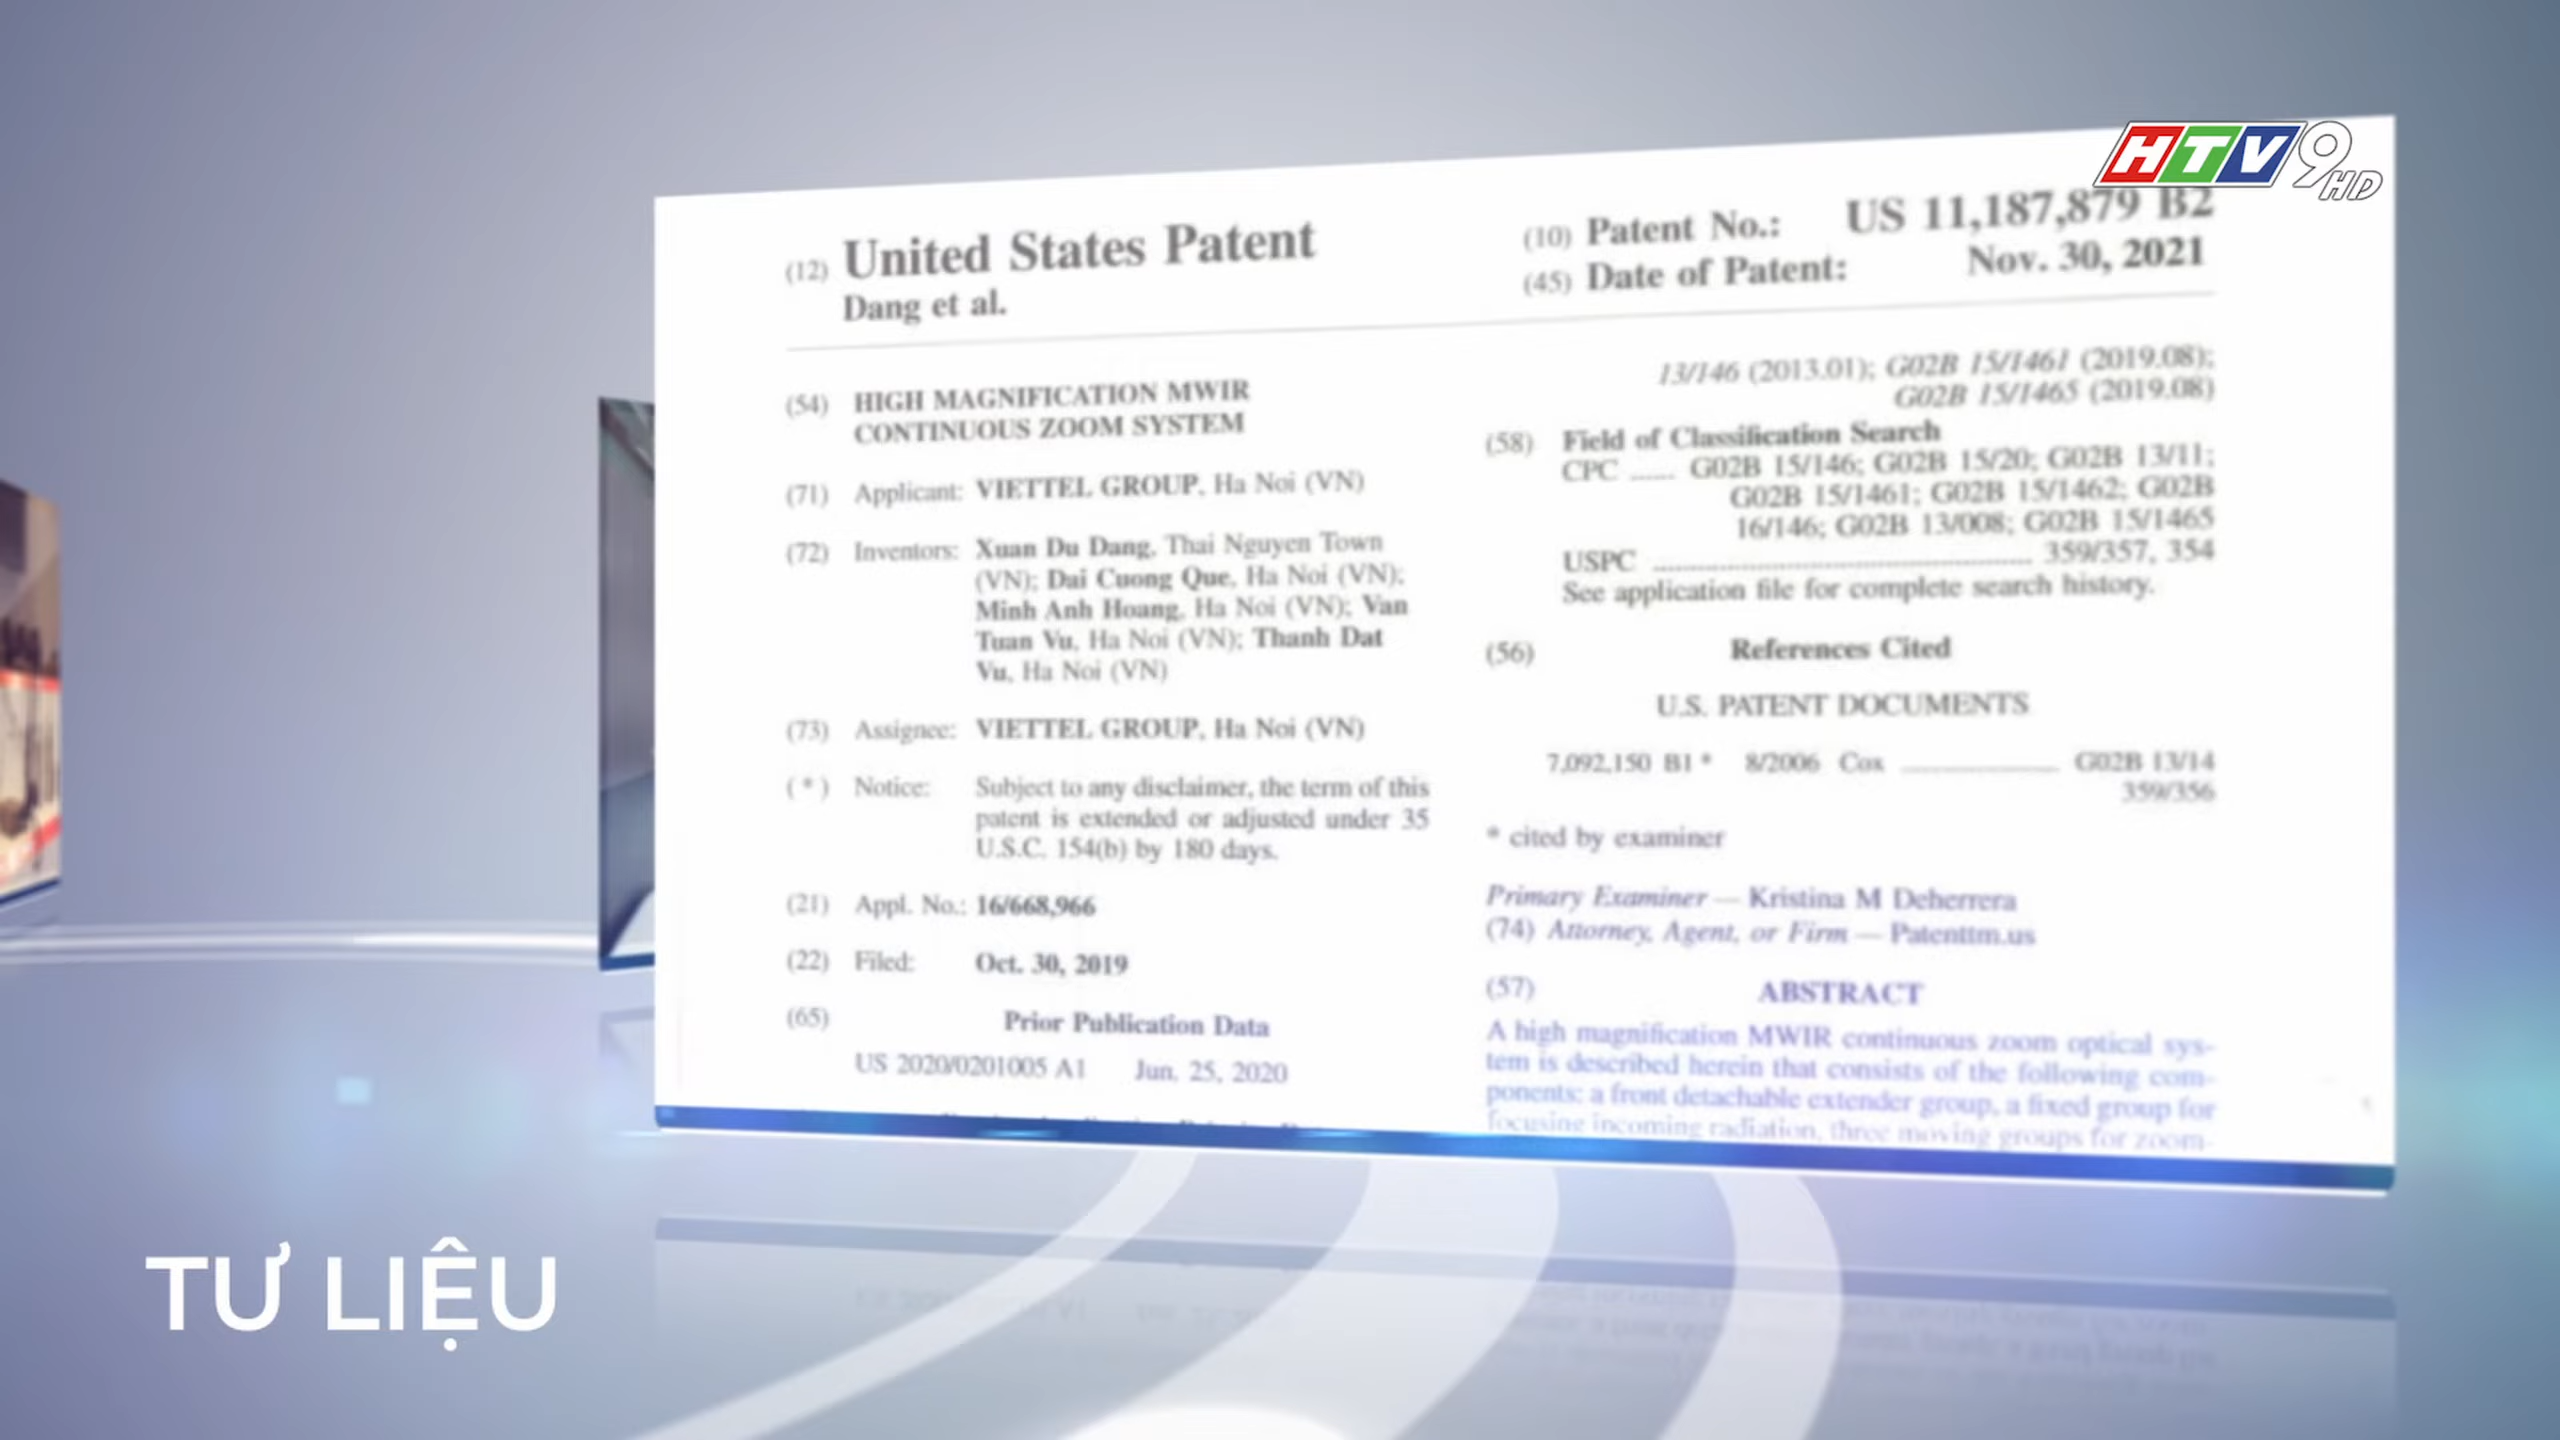 HTV9 HD
(12) United States Patent
Dang et al.
(10) Patent No.: US 11,187,879 B2
(45) Date of Patent: Nov. 30, 2021
(54) HIGH MAGNIFICATION MWIR
CONTINUOUS ZOOM SYSTEM
(71) Applicant: VIETTEL GROUP, Ha Noi (VN)
(72) Inventors: Xuan Du Dang, Thai Nguyen Town
(VN); Dai Cuong Que, Ha Noi (VN);
Minh Anh Hoang, Ha Noi (VN); Van
Tuan Vu, Ha Noi (VN); Thanh Dat
Vu, Ha Noi (VN)
(73) Assignee: VIETTEL GROUP, Ha Noi (VN)
( * ) Notice: Subject to any disclaimer, the term of this
patent is extended or adjusted under 35
U.S.C. 154(b) by 180 days.
(21) Appl. No.: 16/668,966
(22) Filed: Oct. 30, 2019
(65) Prior Publication Data
US 2020/0201005 A1 Jun. 25, 2020
13/146 (2013.01); G02B 15/1461 (2019.08);
G02B 15/1465 (2019.08)
(58) Field of Classification Search
CPC ...... G02B 15/146; G02B 15/20; G02B 13/11;
G02B 15/1461; G02B 15/1462; G02B
16/146; G02B 13/008; G02B 15/1465
USPC .......................................... 359/357, 354
See application file for complete search history.
(56) References Cited
U.S. PATENT DOCUMENTS
7,092,150 B1 * 8/2006 Cox ..................... G02B 13/14
359/356
* cited by examiner
Primary Examiner — Kristina M Deherrera
(74) Attorney, Agent, or Firm — Patenttm.us
(57) ABSTRACT
A high magnification MWIR continuous zoom optical sys-
tem is described herein that consists of the following com-
ponents: a front detachable extender group, a fixed group for
focusing incoming radiation, three moving groups for zoom-
TƯ LIỆU